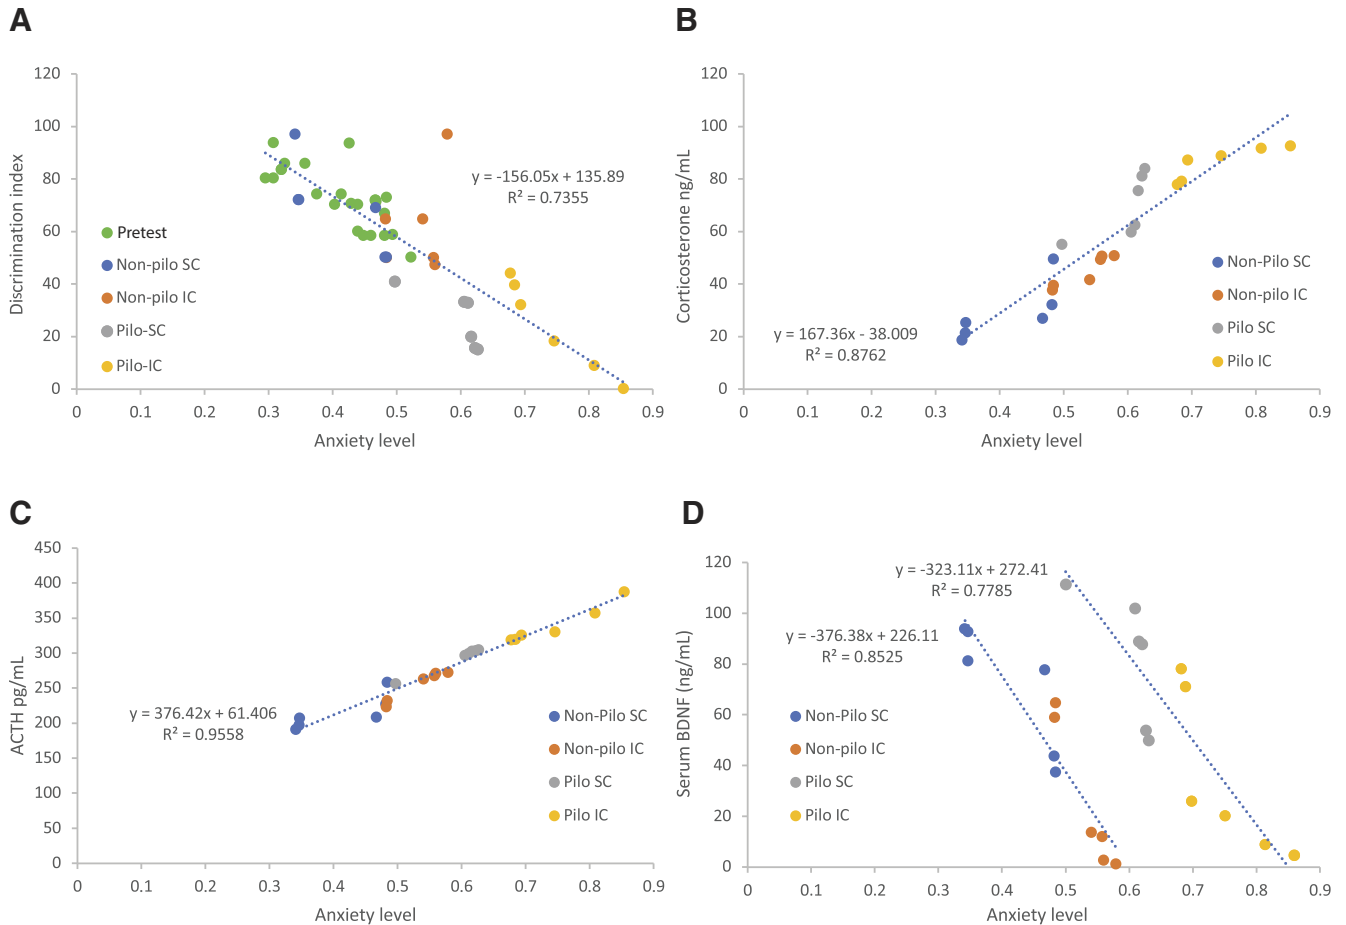 A
120
100
80
60
40
20
0
Discrimination index
y = -156.05x + 135.89
R² = 0.7355
Pretest
Non-pilo SC
Non-pilo IC
Pilo-SC
Pilo-IC
0 0.1 0.2 0.3 0.4 0.5 0.6 0.7 0.8 0.9
Anxiety level
B
120
100
80
60
40
20
0
Corticosterone ng/mL
y = 167.36x - 38.009
R² = 0.8762
Non-Pilo SC
Non-pilo IC
Pilo SC
Pilo IC
0 0.1 0.2 0.3 0.4 0.5 0.6 0.7 0.8 0.9
Anxiety level
C
450
400
350
300
250
200
150
100
50
0
ACTH pg/mL
y = 376.42x + 61.406
R² = 0.9558
Non-Pilo SC
Non-pilo IC
Pilo SC
Pilo IC
0 0.1 0.2 0.3 0.4 0.5 0.6 0.7 0.8 0.9
Anxiety level
D
120
100
80
60
40
20
0
Serum BDNF (ng/mL)
y = -323.11x + 272.41
R² = 0.7785
y = -376.38x + 226.11
R² = 0.8525
Non-Pilo SC
Non-pilo IC
Pilo SC
Pilo IC
0 0.1 0.2 0.3 0.4 0.5 0.6 0.7 0.8 0.9
Anxiety level